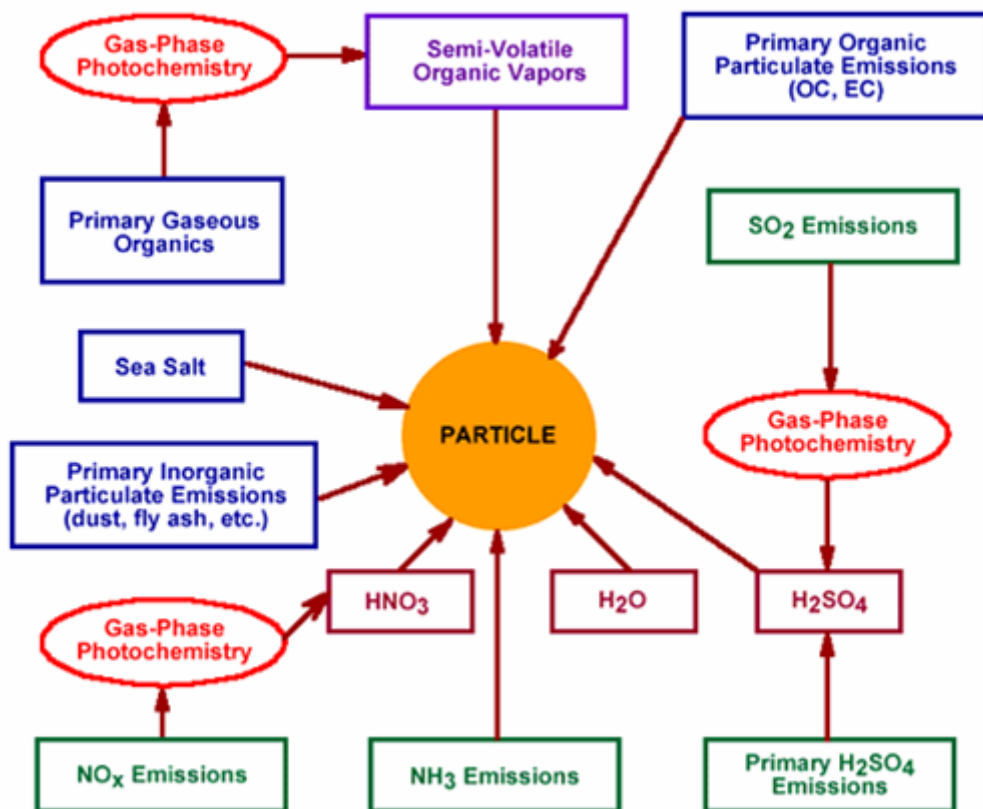 Gas-Phase
Photochemistry
Semi-Volatile
Organic Vapors
Primary Organic
Particulate Emissions
(OC, EC)
Primary Gaseous
Organics
SO₂ Emissions
Sea Salt
PARTICLE
Gas-Phase
Photochemistry
Primary Inorganic
Particulate Emissions
(dust, fly ash, etc.)
HNO₃
H₂O
H₂SO₄
Gas-Phase
Photochemistry
NOₓ Emissions
NH₃ Emissions
Primary H₂SO₄
Emissions